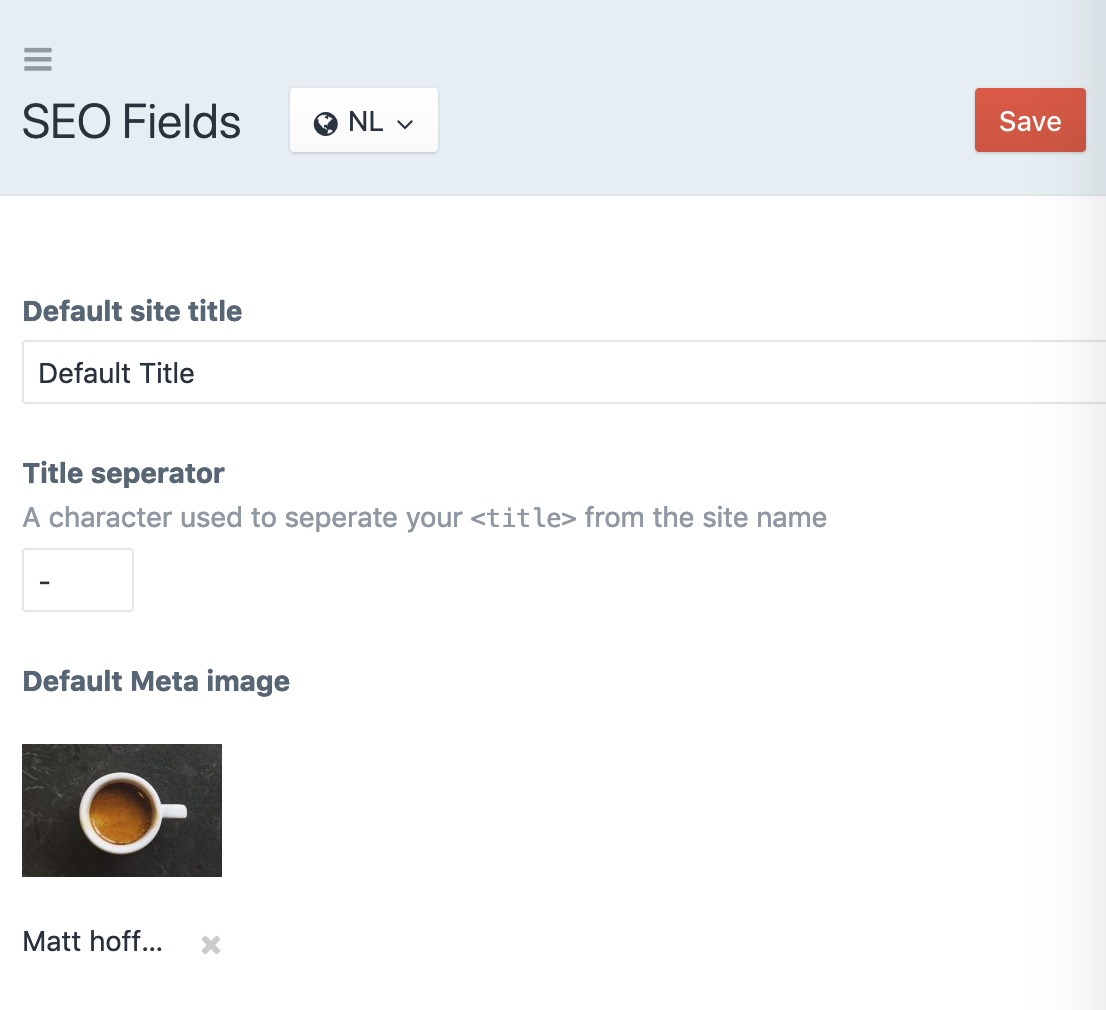 SEO Fields
NL
Save
Default site title
Default Title
Title seperator
A character used to seperate your <title> from the site name
-
Default Meta image
Matt hoff...